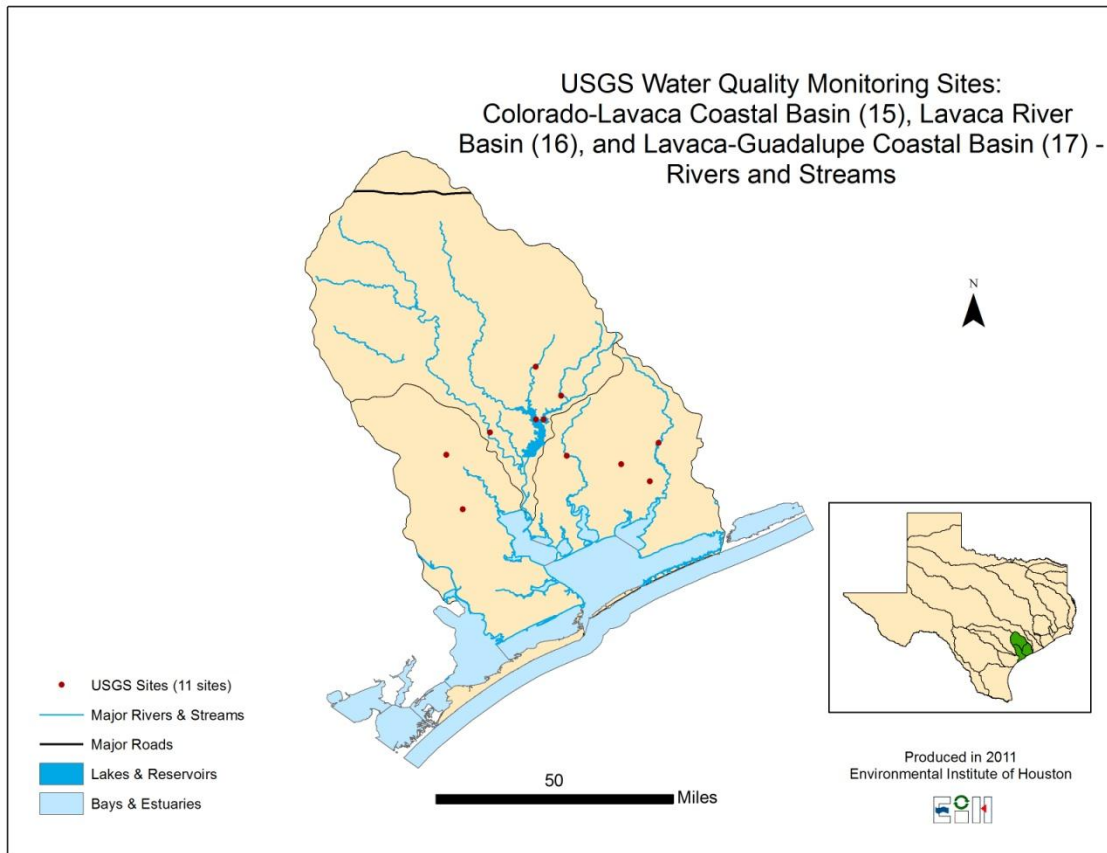 USGS Water Quality Monitoring Sites:
Colorado-Lavaca Coastal Basin (15), Lavaca River
Basin (16), and Lavaca-Guadalupe Coastal Basin (17) -
Rivers and Streams
N
USGS Sites (11 sites)
Major Rivers & Streams
Major Roads
Lakes & Reservoirs
Bays & Estuaries
50
Miles
Produced in 2011
Environmental Institute of Houston
EIH